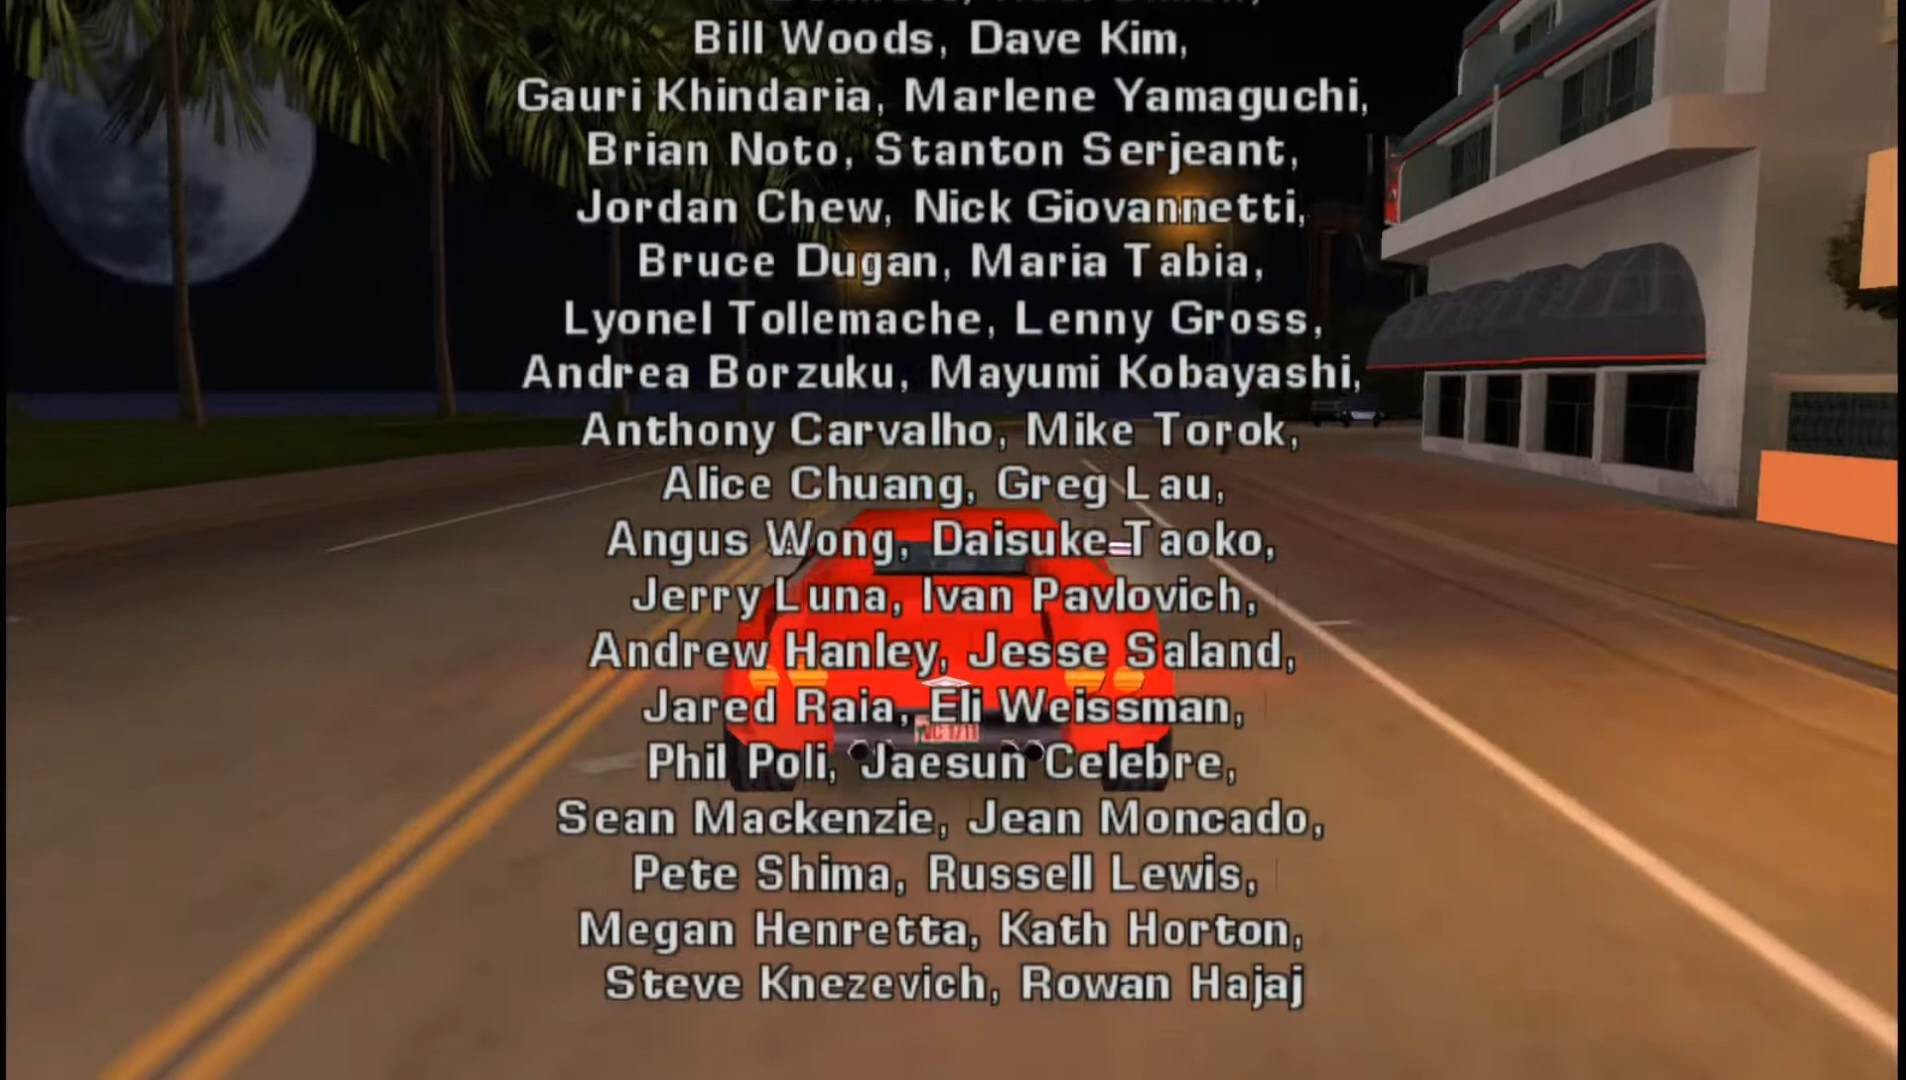 Bill Woods, Dave Kim,
Gauri Khindaria, Marlene Yamaguchi,
Brian Noto, Stanton Serjeant,
Jordan Chew, Nick Giovannetti,
Bruce Dugan, Maria Tabia,
Lyonel Tollemache, Lenny Gross,
Andrea Borzuku, Mayumi Kobayashi,
Anthony Carvalho, Mike Torok,
Alice Chuang, Greg Lau,
Angus Wong, Daisuke Taoko,
Jerry Luna, Ivan Pavlovich,
Andrew Hanley, Jesse Saland,
Jared Raia, Eli Weissman,
Phil Poli, Jaesun Celebre,
Sean Mackenzie, Jean Moncado,
Pete Shima, Russell Lewis,
Megan Henretta, Kath Horton,
Steve Knezevich, Rowan Hajaj